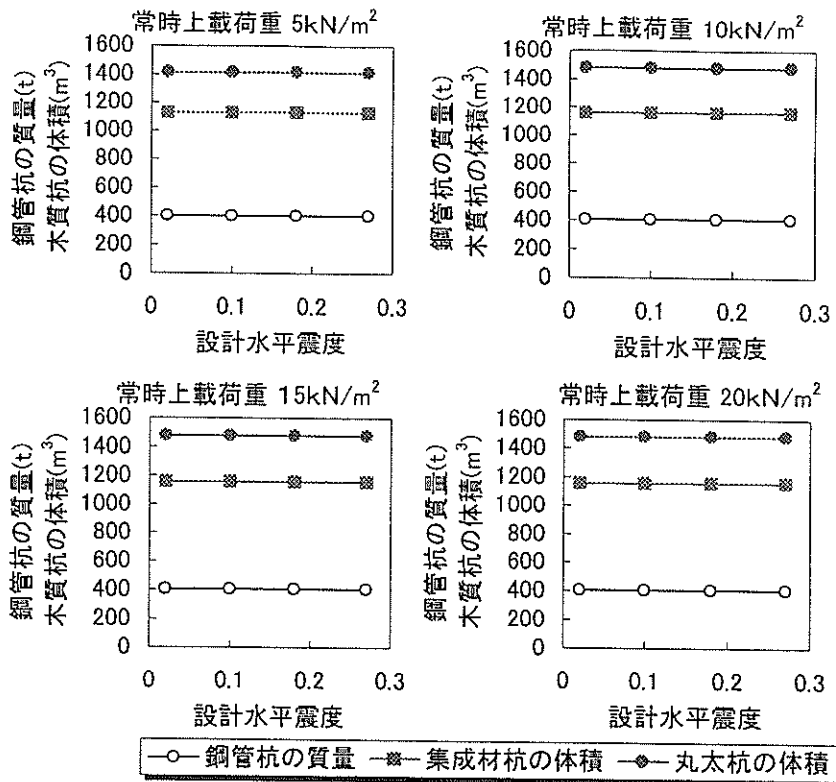 常時上載荷重 5kN/m²
鋼管杭の質量(t)
木質杭の体積(m³)
1600
1400
1200
1000
800
600
400
200
0
0 0.1 0.2 0.3
設計水平震度
常時上載荷重 10kN/m²
鋼管杭の質量(t)
木質杭の体積(m³)
1600
1400
1200
1000
800
600
400
200
0
0 0.1 0.2 0.3
設計水平震度
常時上載荷重 15kN/m²
鋼管杭の質量(t)
木質杭の体積(m³)
1600
1400
1200
1000
800
600
400
200
0
0 0.1 0.2 0.3
設計水平震度
常時上載荷重 20kN/m²
鋼管杭の質量(t)
木質杭の体積(m³)
1600
1400
1200
1000
800
600
400
200
0
0 0.1 0.2 0.3
設計水平震度
鋼管杭の質量 集成材杭の体積 丸太杭の体積